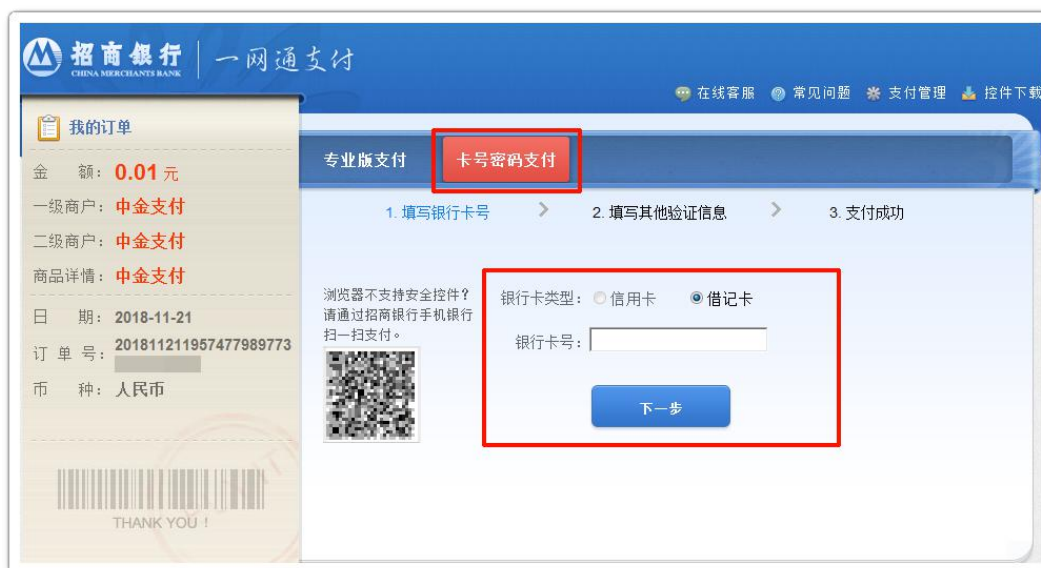 招商银行 一网通支付
CHINA MERCHANTS BANK
在线客服 常见问题 支付管理 控件下载
我的订单
金 额：0.01 元
一级商户：中金支付
二级商户：中金支付
商品详情：中金支付
日 期：2018-11-21
订 单 号：201811211957477989773
币 种：人民币
THANK YOU !
专业版支付 卡号密码支付
1. 填写银行卡号 > 2. 填写其他验证信息 > 3. 支付成功
浏览器不支持安全控件？
请通过招商银行手机银行
扫一扫支付。
银行卡类型： 信用卡 借记卡
银行卡号：
下一步